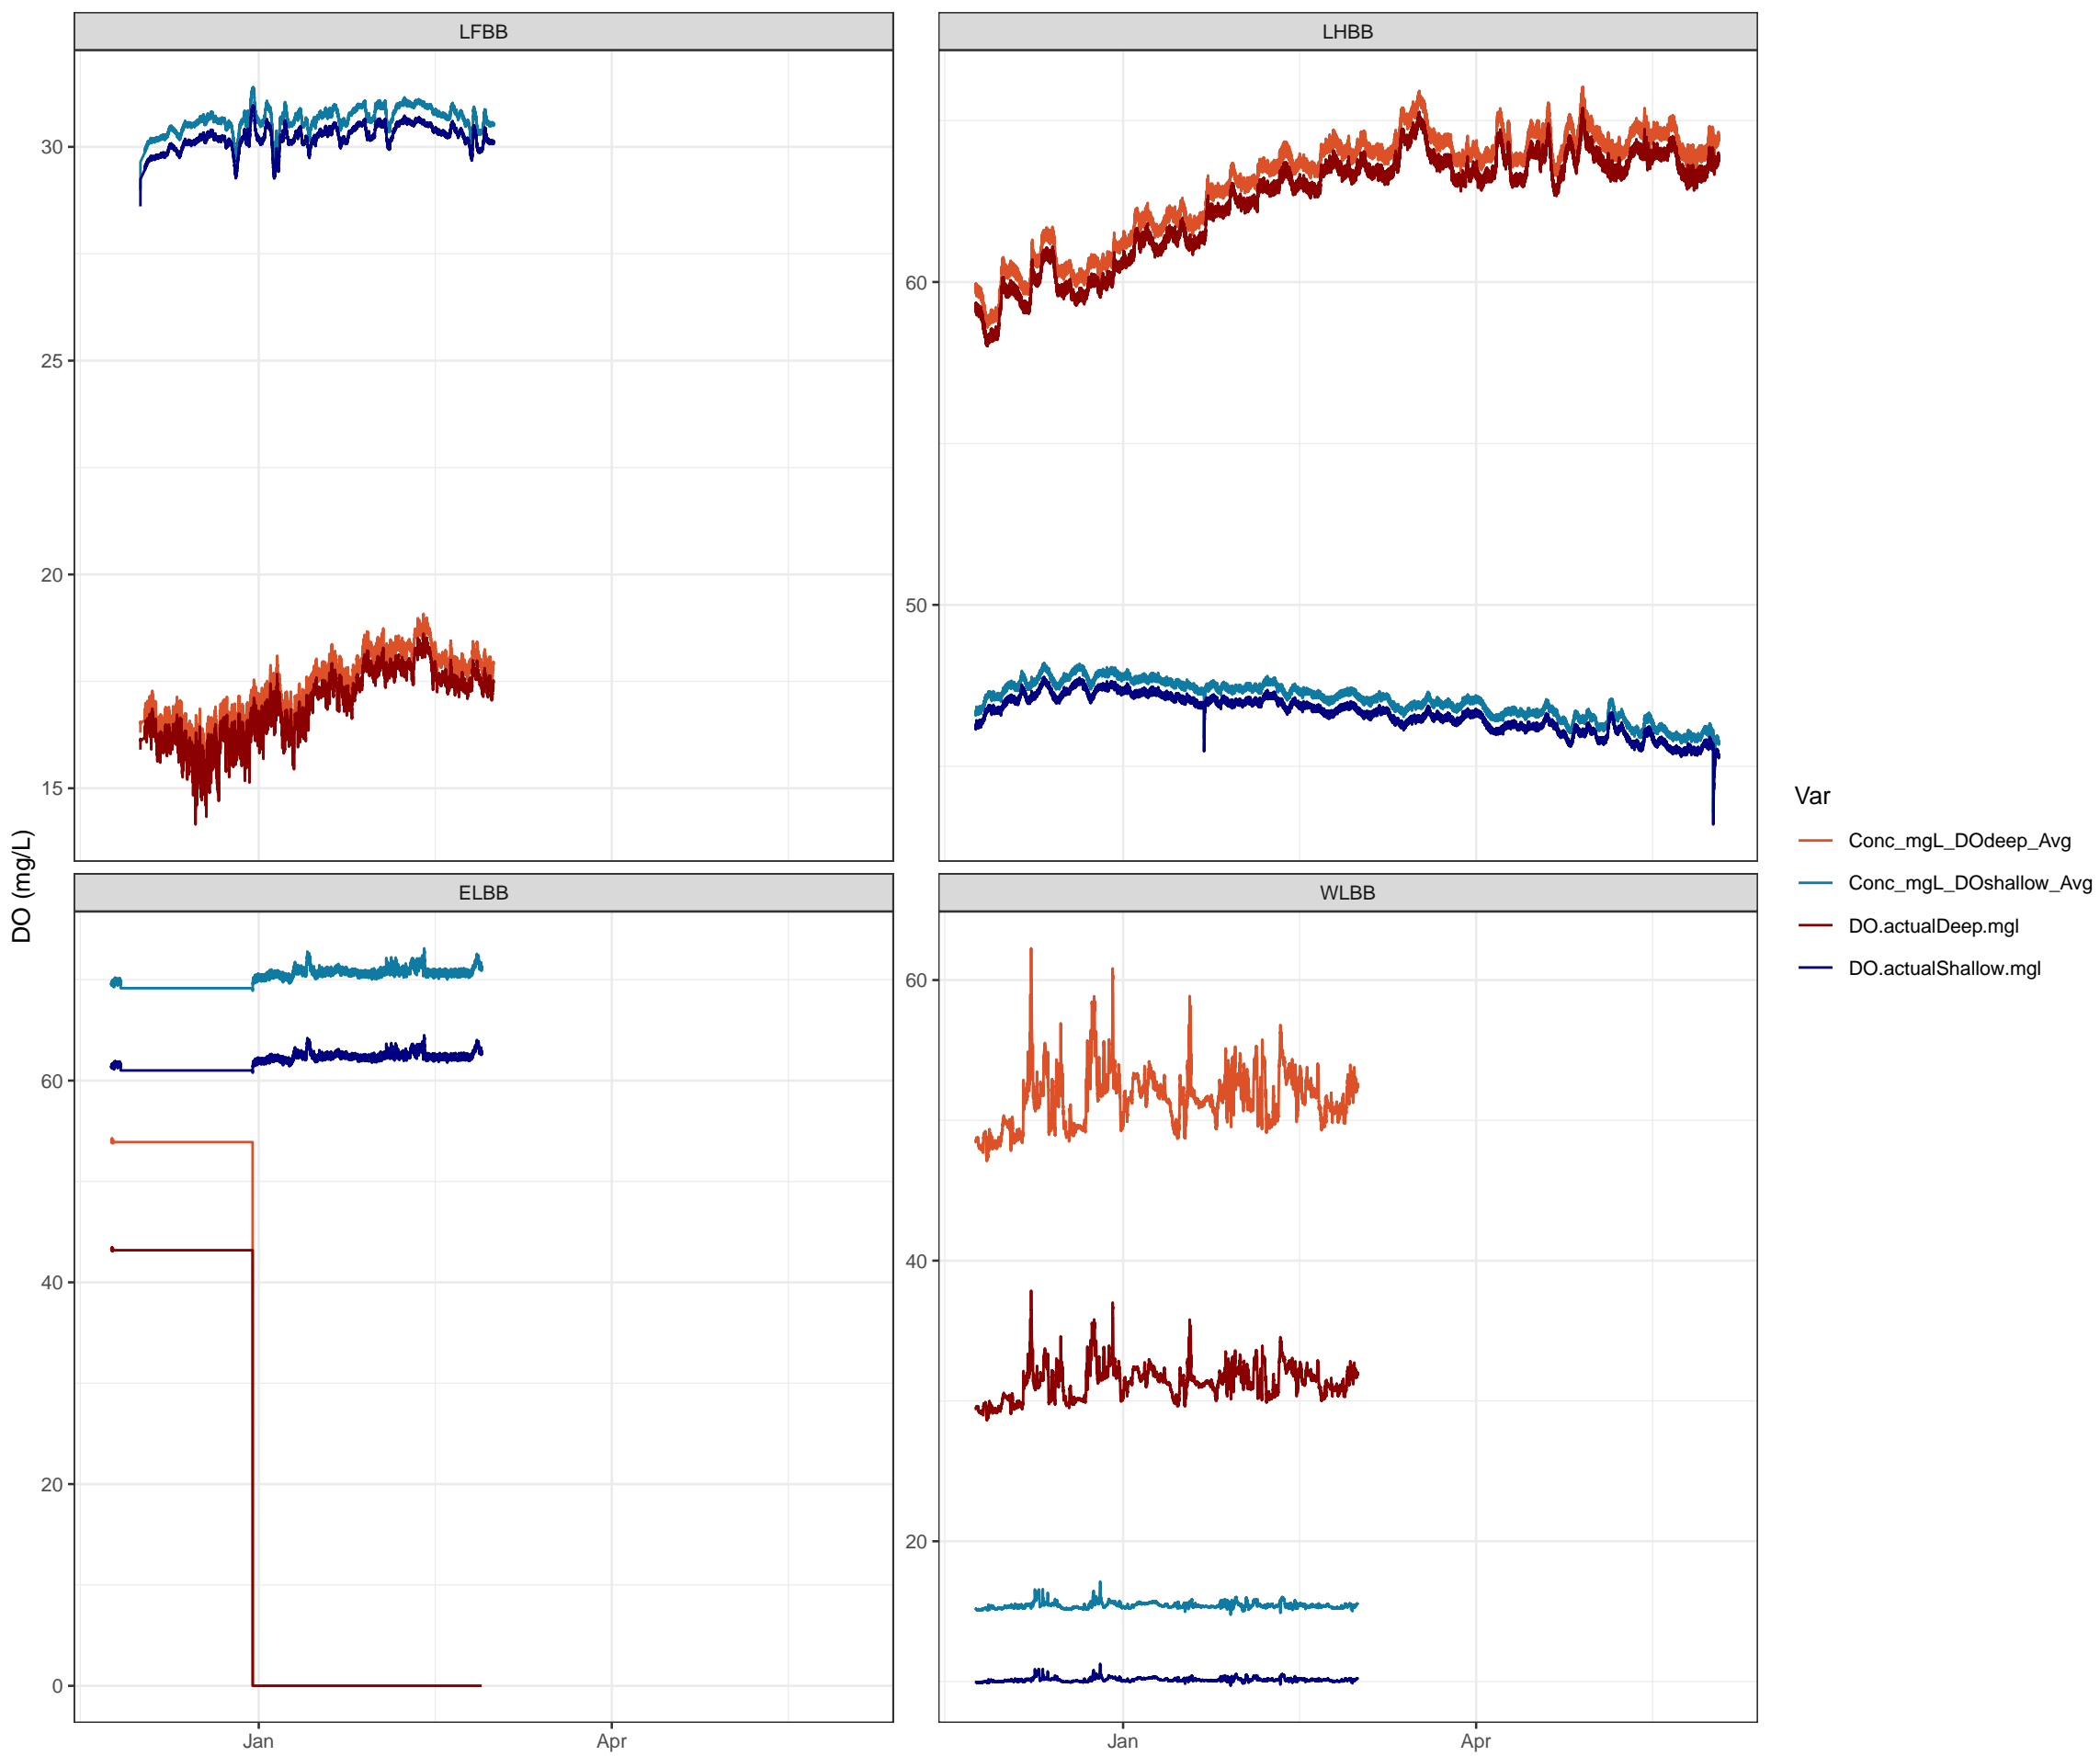 LFBB
LHBB
30
25
20
15
60
50
DO (mg/L)
ELBB
WLBB
60
40
20
0
60
40
20
Jan
Apr
Jan
Apr
Var
Conc_mgL_DOdeep_Avg
Conc_mgL_DOshallow_Avg
DO.actualDeep.mgl
DO.actualShallow.mgl